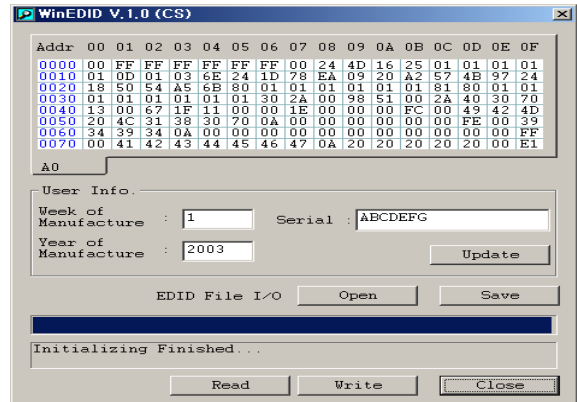 WinEDID V.1.0 (CS)
Addr 00 01 02 03 04 05 06 07 08 09 0A 0B 0C 0D 0E 0F
0000 00 FF FF FF FF FF FF 00 24 4D 16 25 01 01 01 01
0010 01 0D 01 03 6E 24 1D 78 EA 09 20 A2 57 4B 97 24
0020 18 50 54 A5 6B 80 01 01 01 01 01 01 81 80 01 01
0030 01 01 01 01 01 01 30 2A 00 98 51 00 2A 40 30 70
0040 13 00 67 1F 11 00 00 1E 00 00 00 FC 00 49 42 4D
0050 20 4C 31 38 30 70 0A 00 00 00 00 00 00 FE 00 39
0060 34 39 34 0A 00 00 00 00 00 00 00 00 00 00 00 FF
0070 00 41 42 43 44 45 46 47 0A 20 20 20 20 20 00 E1
A0
User Info.
Week of Manufacture : 1 Serial : ABCDEFG
Year of Manufacture : 2003 Update
EDID File I/O Open Save
Initializing Finished...
Read Write Close